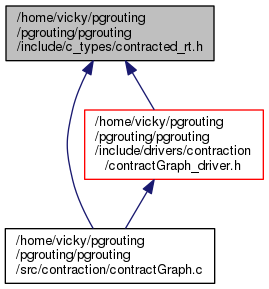 /home/vicky/pgrouting
/pgrouting/pgrouting
/include/c_types/contracted_rt.h
/home/vicky/pgrouting
/pgrouting/pgrouting
/include/drivers/contraction
/contractGraph_driver.h
/home/vicky/pgrouting
/pgrouting/pgrouting
/src/contraction/contractGraph.c